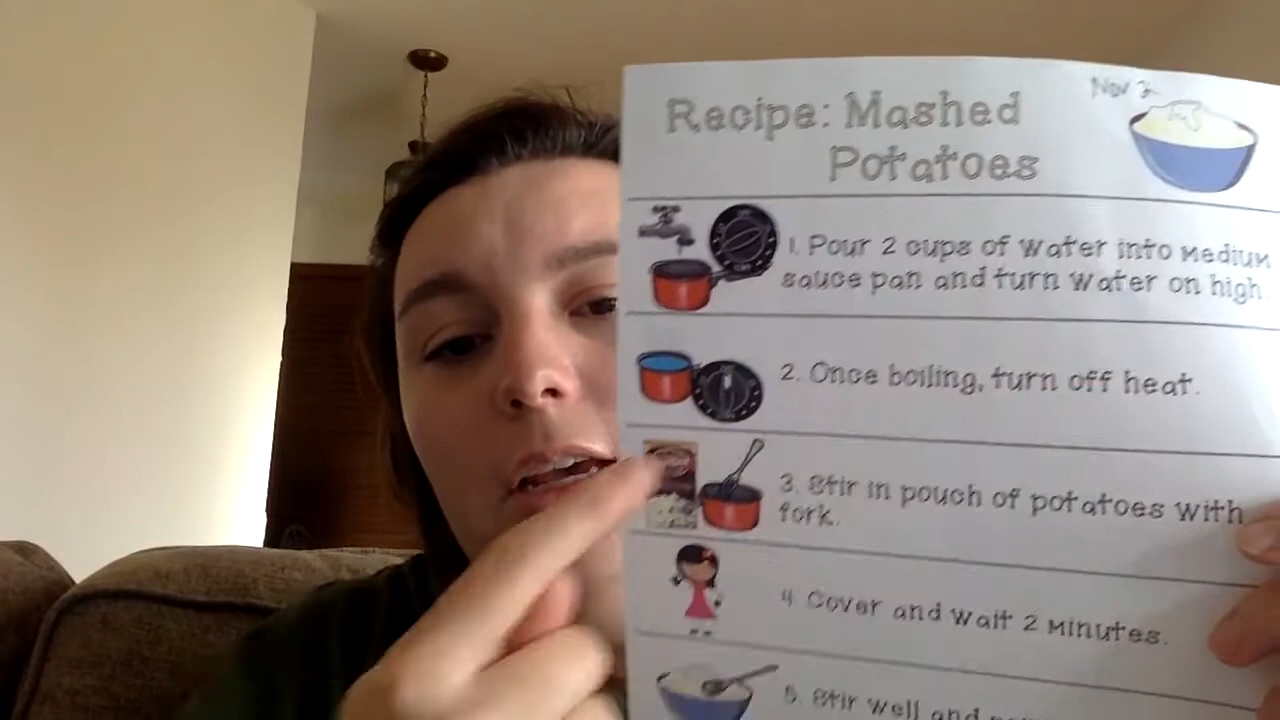 Nov 3
Recipe: Mashed
Potatoes
1. Pour 2 cups of water into medium
sauce pan and turn water on high.
2. Once boiling, turn off heat.
3. Stir in pouch of potatoes with
fork.
4 Cover and wait 2 minutes.
5. Stir well and